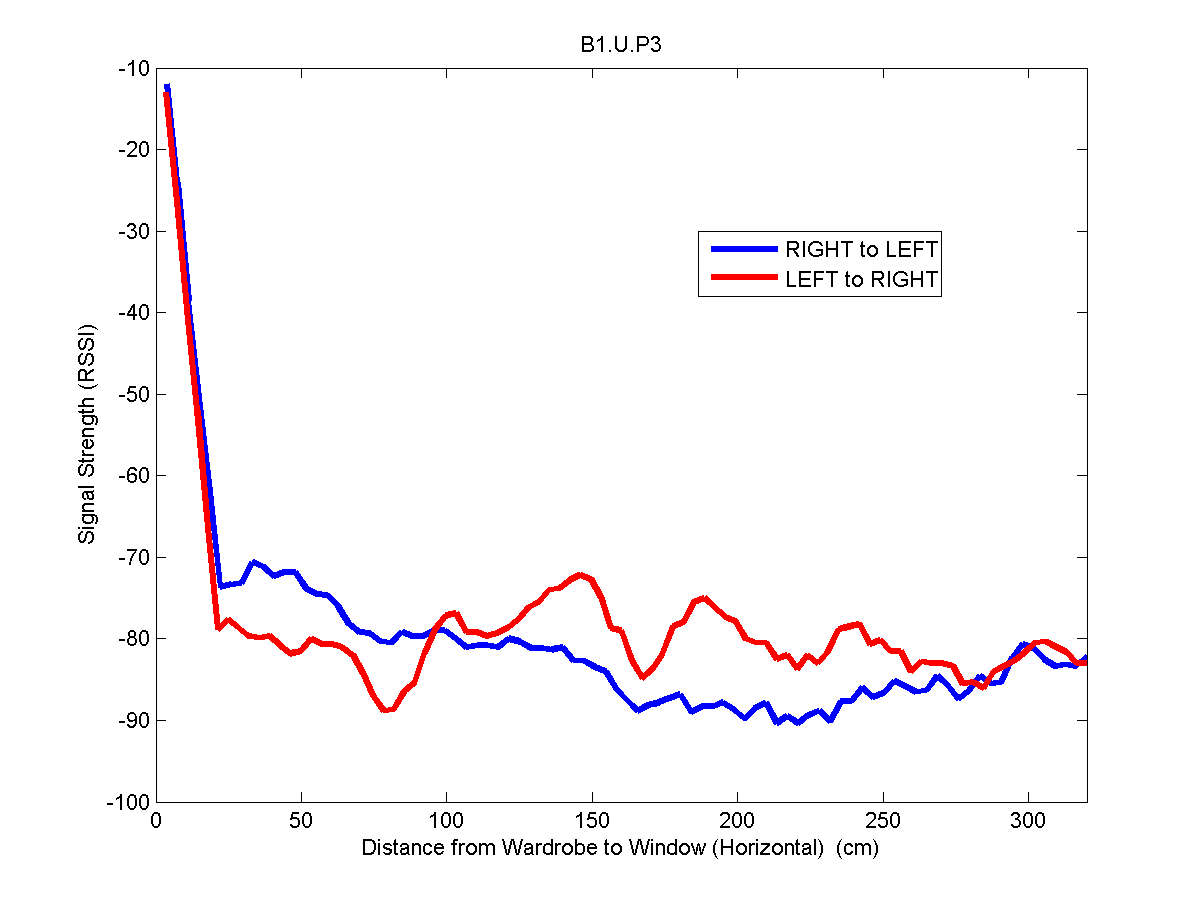 B1.U.P3
-10
-20
-30
-40
-50
-60
-70
-80
-90
-100
Signal Strength (RSSI)
RIGHT to LEFT
LEFT to RIGHT
0 50 100 150 200 250 300
Distance from Wardrobe to Window (Horizontal)  (cm)